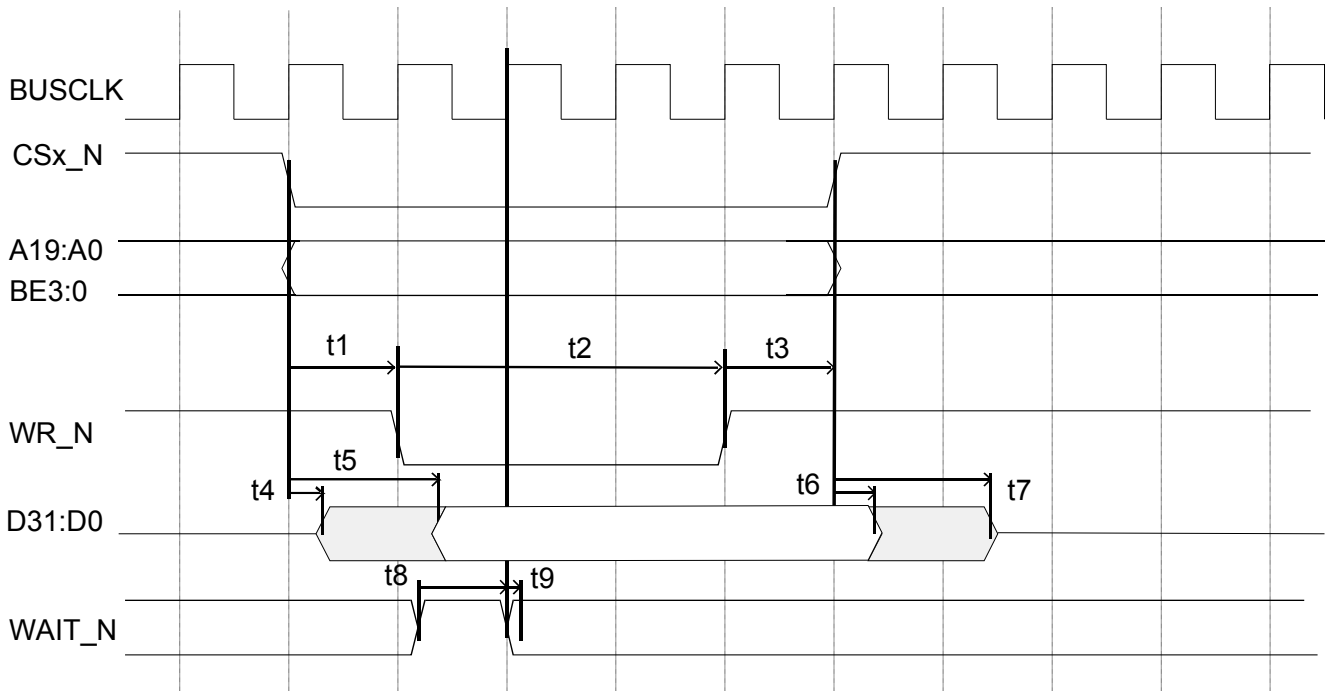 BUSCLK
CSx_N
A19:A0
BE3:0
t1
t2
t3
WR_N
t5
t4
t6
t7
D31:D0
t8
t9
WAIT_N